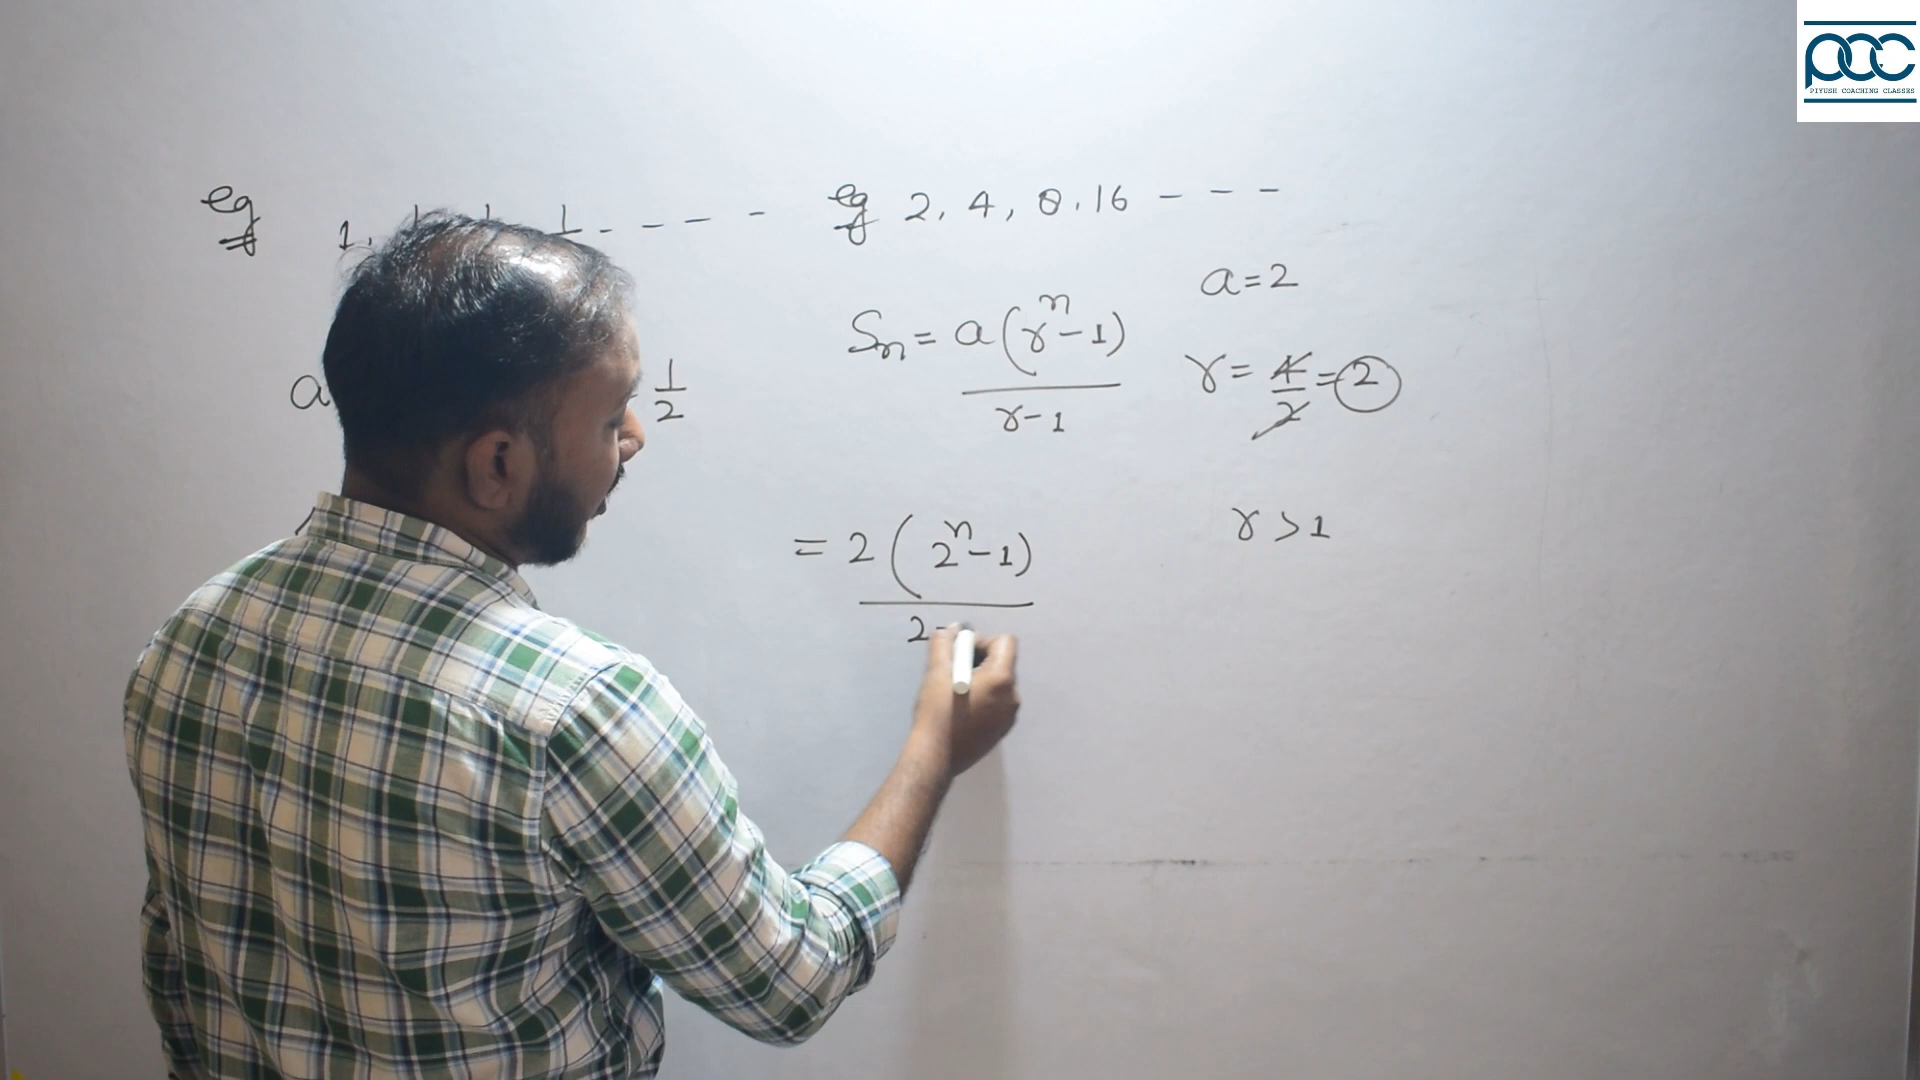 PCC
PIYUSH COACHING CLASSES
eg 1, 1 - - - -
a 1/2
eg 2, 4, 8, 16 - - -
a=2
Sn = a(r^n-1)/r-1
r = 4/2 = 2
= 2(2^n-1)/2-
r>1